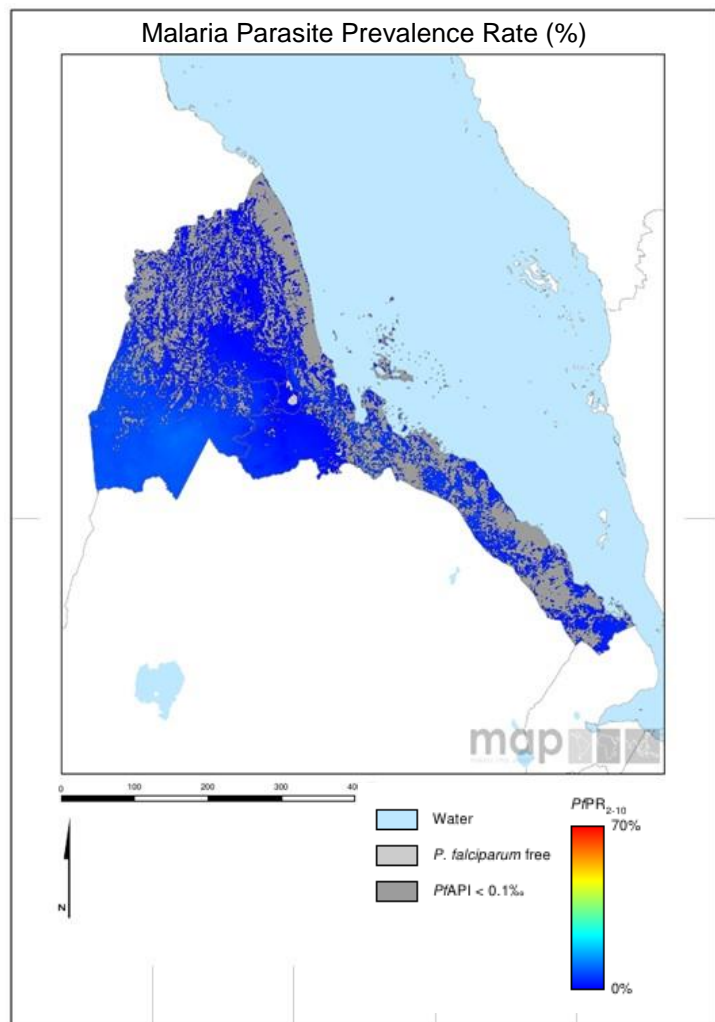 Malaria Parasite Prevalence Rate (%)
map
0 100 200 300 40
Water
P. falciparum free
PfAPI < 0.1‰
PfPR2-10
70%
0%
N